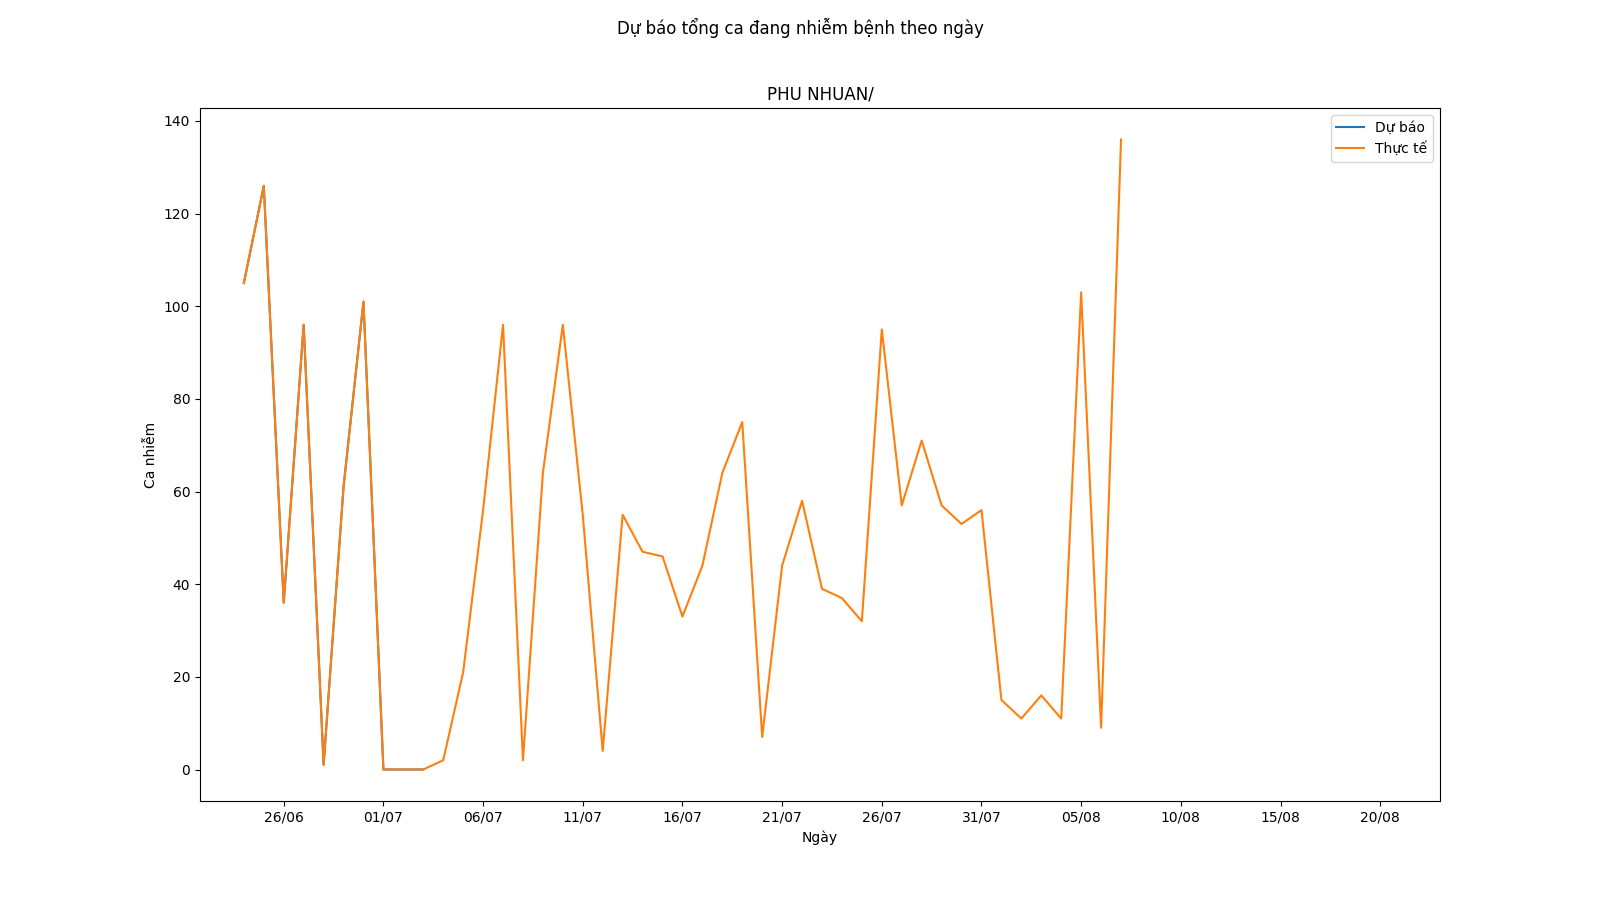 Dự báo tổng ca đang nhiễm bệnh theo ngày
PHU NHUAN/
Dự báo
Thực tế
140
120
100
80
60
40
20
0
Ca nhiễm
26/06 01/07 06/07 11/07 16/07 21/07 26/07 31/07 05/08 10/08 15/08 20/08
Ngày